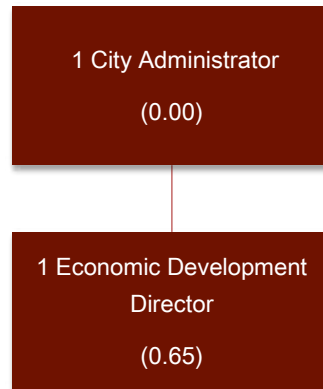 1 City Administrator
(0.00)
1 Economic Development
Director
(0.65)